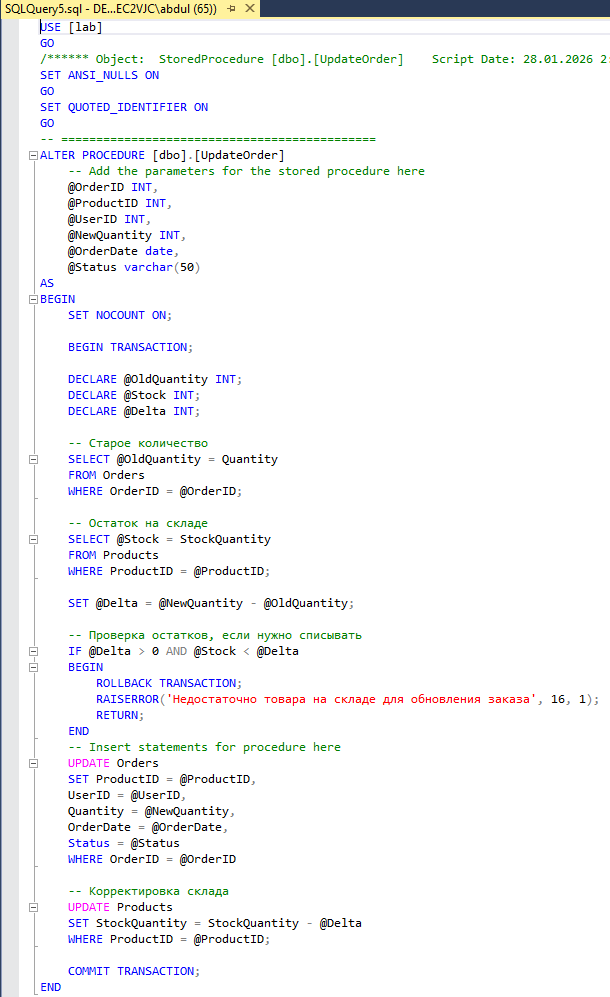 SQLQuery5.sql - DE...EC2VJC\abdul (65))
USE [lab]
GO
/****** Object:  StoredProcedure [dbo].[UpdateOrder]    Script Date: 28.01.2026 2:
SET ANSI_NULLS ON
GO
SET QUOTED_IDENTIFIER ON
GO
-- =============================================
ALTER PROCEDURE [dbo].[UpdateOrder]
    -- Add the parameters for the stored procedure here
    @OrderID INT,
    @ProductID INT,
    @UserID INT,
    @NewQuantity INT,
    @OrderDate date,
    @Status varchar(50)
AS
BEGIN
    SET NOCOUNT ON;
    BEGIN TRANSACTION;
    DECLARE @OldQuantity INT;
    DECLARE @Stock INT;
    DECLARE @Delta INT;
    -- Старое количество
    SELECT @OldQuantity = Quantity
    FROM Orders
    WHERE OrderID = @OrderID;
    -- Остаток на складе
    SELECT @Stock = StockQuantity
    FROM Products
    WHERE ProductID = @ProductID;
    SET @Delta = @NewQuantity - @OldQuantity;
    -- Проверка остатков, если нужно списывать
    IF @Delta > 0 AND @Stock < @Delta
    BEGIN
        ROLLBACK TRANSACTION;
        RAISERROR('Недостаточно товара на складе для обновления заказа', 16, 1);
        RETURN;
    END
    -- Insert statements for procedure here
    UPDATE Orders
    SET ProductID = @ProductID,
    UserID = @UserID,
    Quantity = @NewQuantity,
    OrderDate = @OrderDate,
    Status = @Status
    WHERE OrderID = @OrderID
    -- Корректировка склада
    UPDATE Products
    SET StockQuantity = StockQuantity - @Delta
    WHERE ProductID = @ProductID;
    COMMIT TRANSACTION;
END